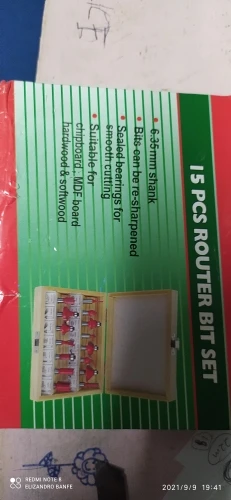 15 PCS ROUTER BIT SET
• 6.35mm shank
• Bits can be re-sharpened
• Sealed bearings for
smooth cutting
• Suitable for
chipboard, MDF board
hardwood & softwood
REDMI NOTE 8
ELIZANDRO BANFE
2021/9/9 19:41